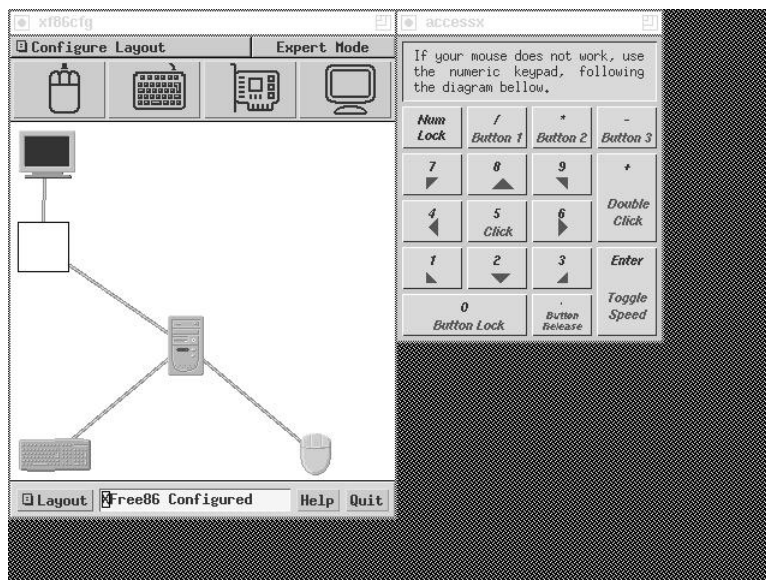 xf86cfg
Configure Layout
Expert Mode
Layout
XFree86 Configured
Help
Quit
accessx
If your mouse does not work, use
the numeric keypad, following
the diagram bellow.
Num
Lock
/
Button 1
*
Button 2
-
Button 3
7
8
9
+
Double
Click
4
5
Click
6
1
2
3
Enter
Toggle
Speed
0
Button Lock
.
Button
Release